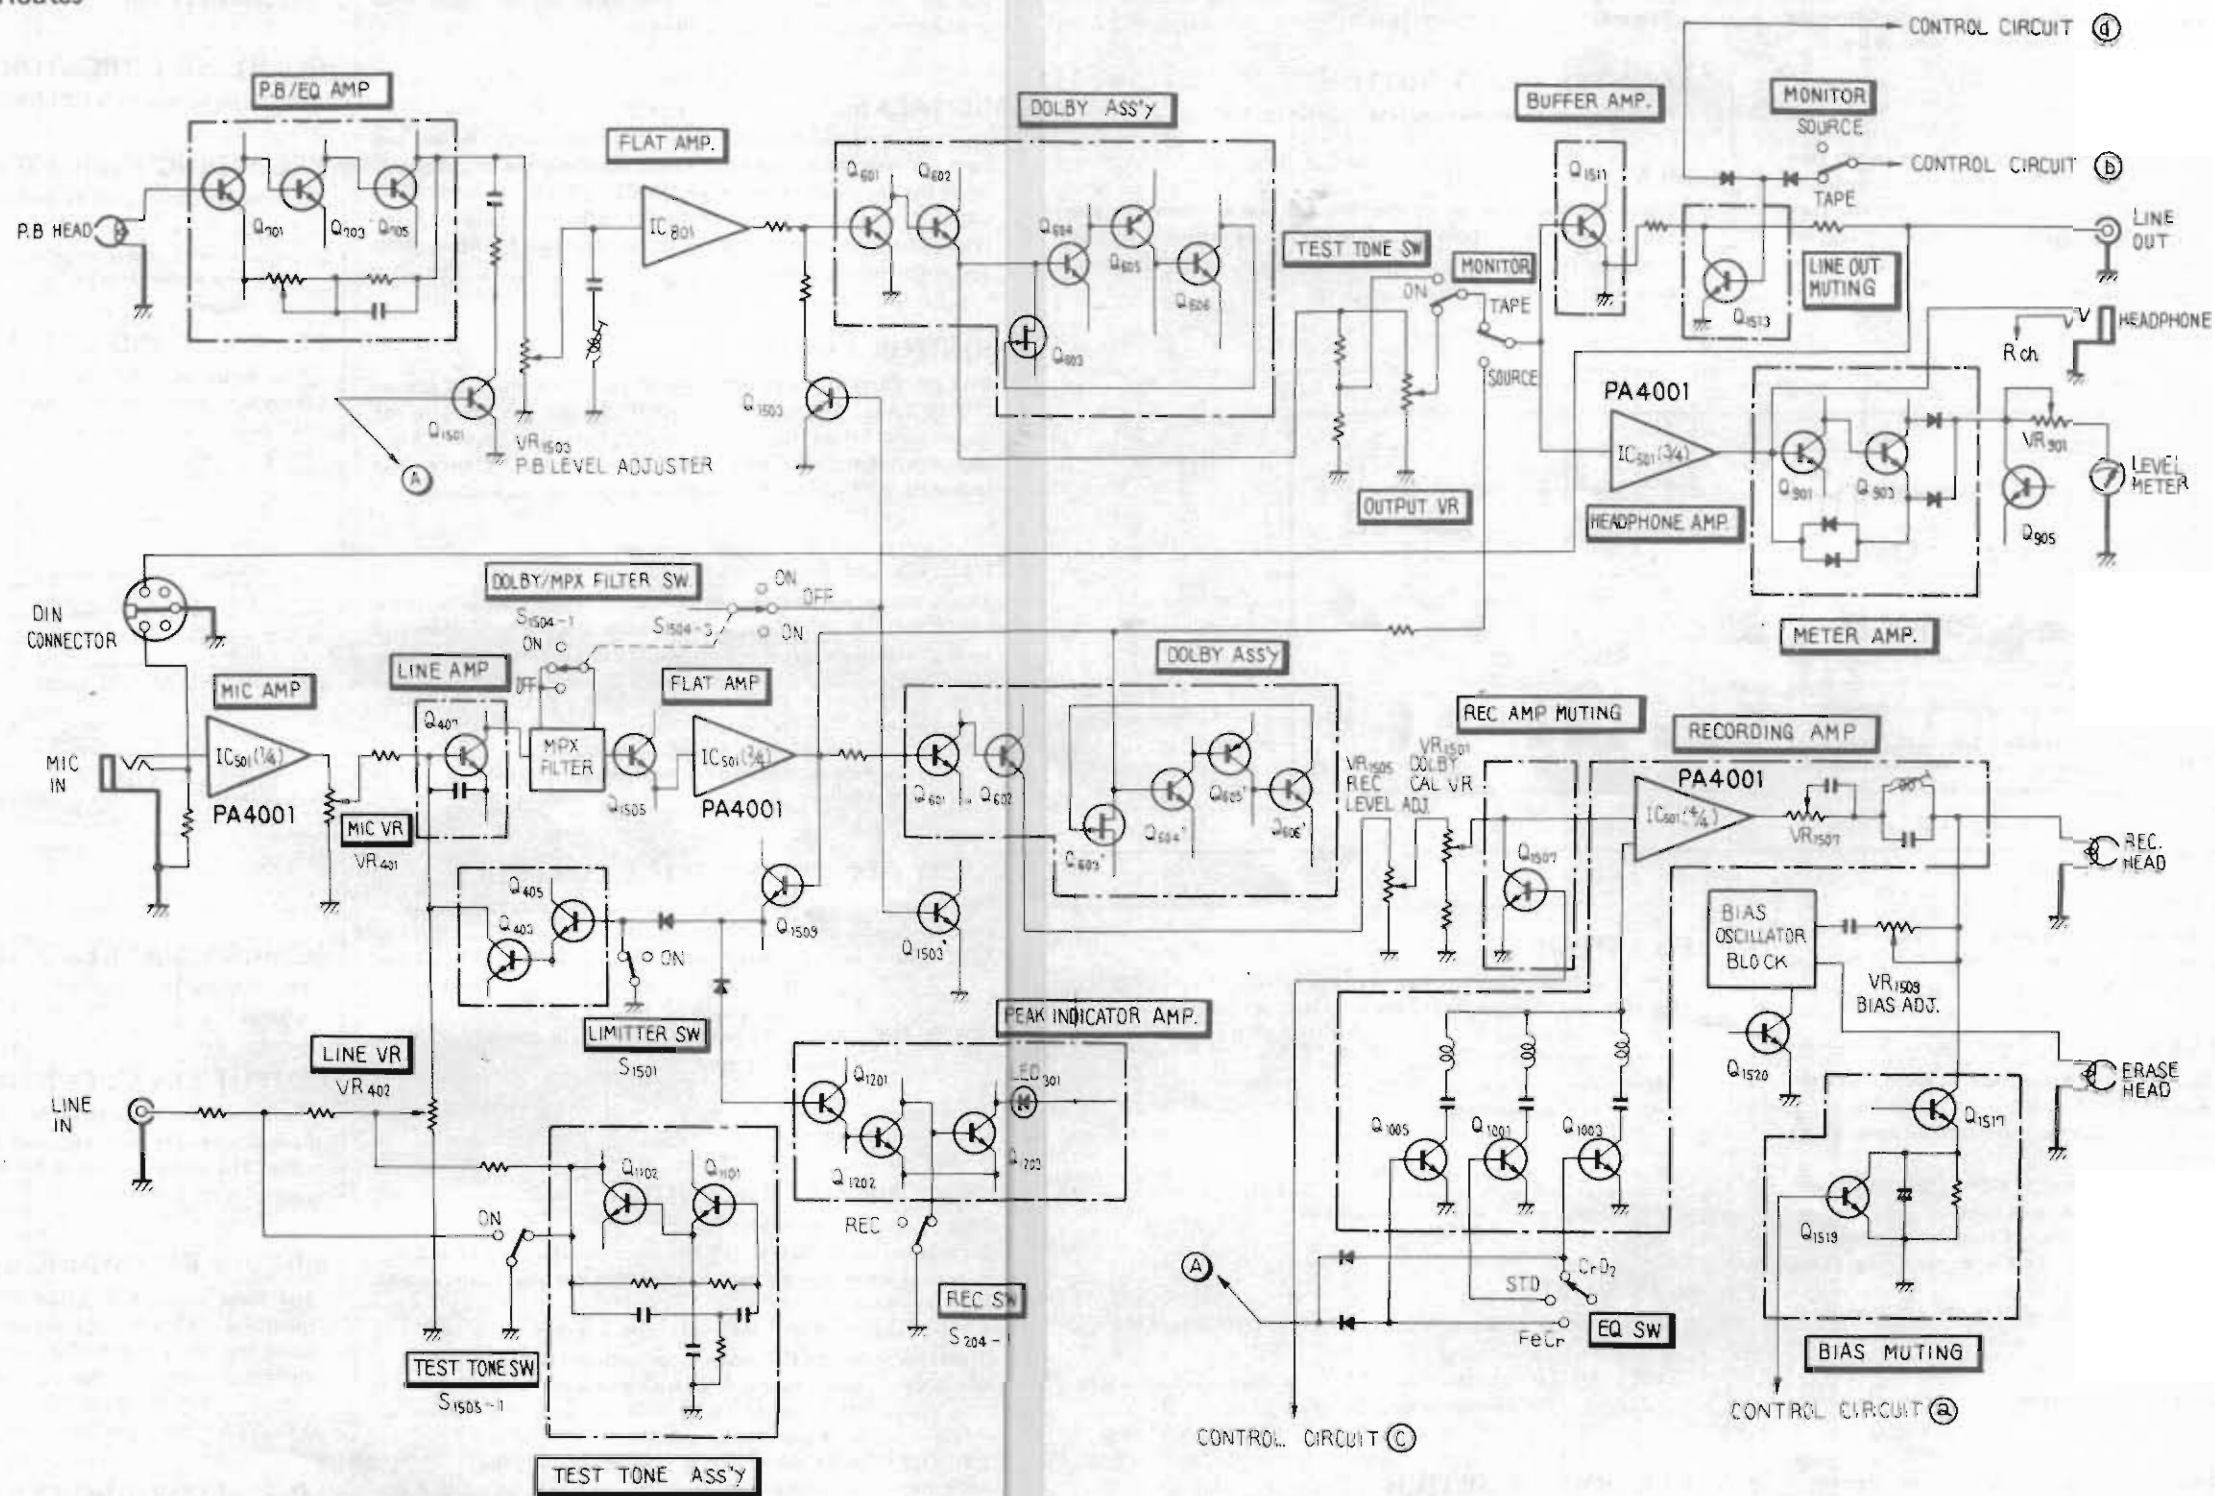 CONTROL CIRCUIT ⓓ
P.B/EQ AMP
FLAT AMP.
DOLBY ASS'Y
BUFFER AMP.
MONITOR
SOURCE
CONTROL CIRCUIT ⓑ
TAPE
P.B HEAD
Q701
Q703
Q705
IC801
Q601
Q602
Q604
Q605
Q606
Q603
Q1511
TEST TONE SW
MONITOR
ON
TAPE
SOURCE
LINE OUT MUTING
Q1513
LINE
OUT
HEADPHONE
R ch
Q1501
VR1503
P.B LEVEL ADJUSTER
Ⓐ
Q1503
OUTPUT VR
PA4001
IC501(3/4)
HEADPHONE AMP.
Q901
Q903
VR901
Q905
LEVEL
METER
METER AMP.
DIN
CONNECTOR
DOLBY/MPX FILTER SW.
S1504-1
ON
OFF
S1504-3
ON
OFF
ON
MIC AMP
LINE AMP
FLAT AMP
DOLBY ASS'Y
REC AMP MUTING
RECORDING AMP
MIC
IN
IC501(1/4)
PA4001
MIC VR
VR401
Q407
MPX
FILTER
Q1505
IC501(2/4)
PA4001
Q601'
Q602'
Q603'
Q604'
Q605'
Q606'
VR1505
REC
LEVEL ADJ.
VR1501
DOLBY
CAL VR
Q1507
PA4001
IC501(4/4)
VR1507
REC.
HEAD
Q405
Q403
ON
LIMITTER SW
S1501
Q1509
Q1503'
BIAS
OSCILLATOR
BLOCK
VR1509
BIAS ADJ.
Q1520
ERASE
HEAD
PEAK INDICATOR AMP.
Q1201
Q1202
Q1203
LED301
LINE VR
VR402
LINE
IN
Q1102
Q1101
ON
REC
REC SW
S204-1
TEST TONE SW
S1505-1
TEST TONE ASS'Y
Q1005
Q1001
Q1003
Ⓐ
STD
CrO2
FeCr
EQ SW
Q1517
Q1519
BIAS MUTING
CONTROL CIRCUIT Ⓒ
CONTROL CIRCUIT ⓐ